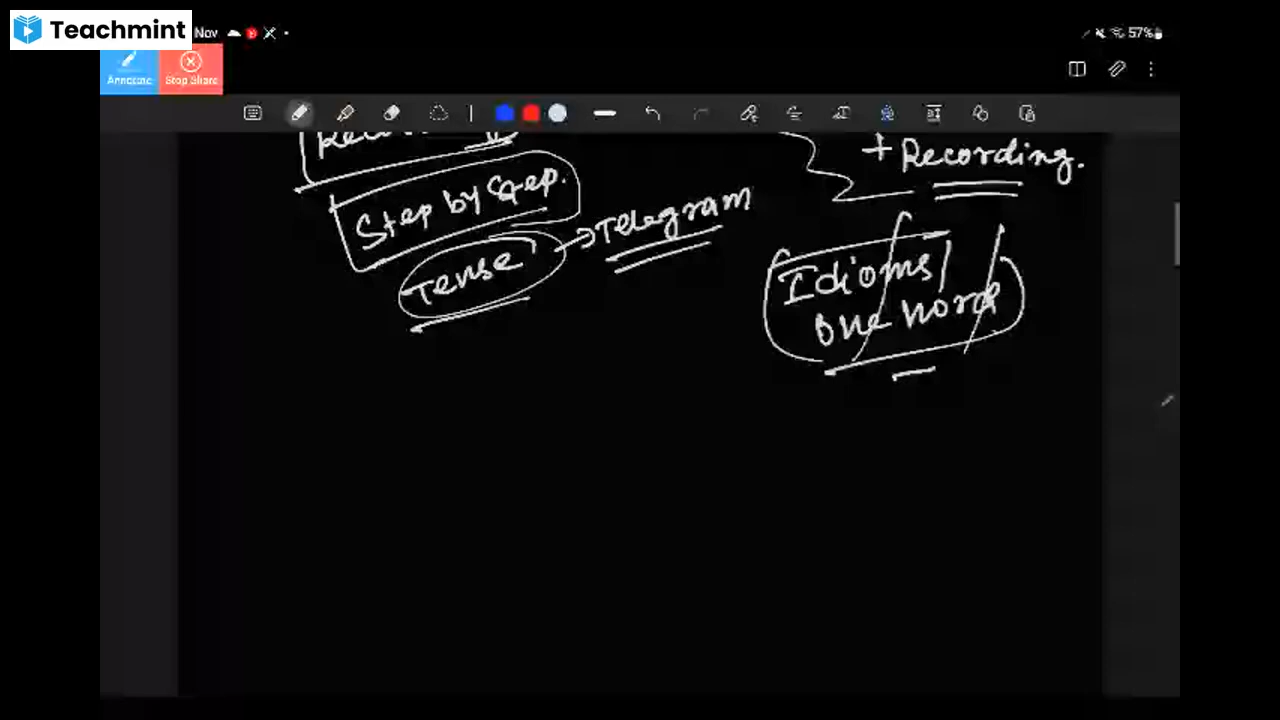 Teachmint
Nov
57%
Annotate
Stop Share
+ Recording.
Step by Step.
Tense
Telegram
Idioms/
One word